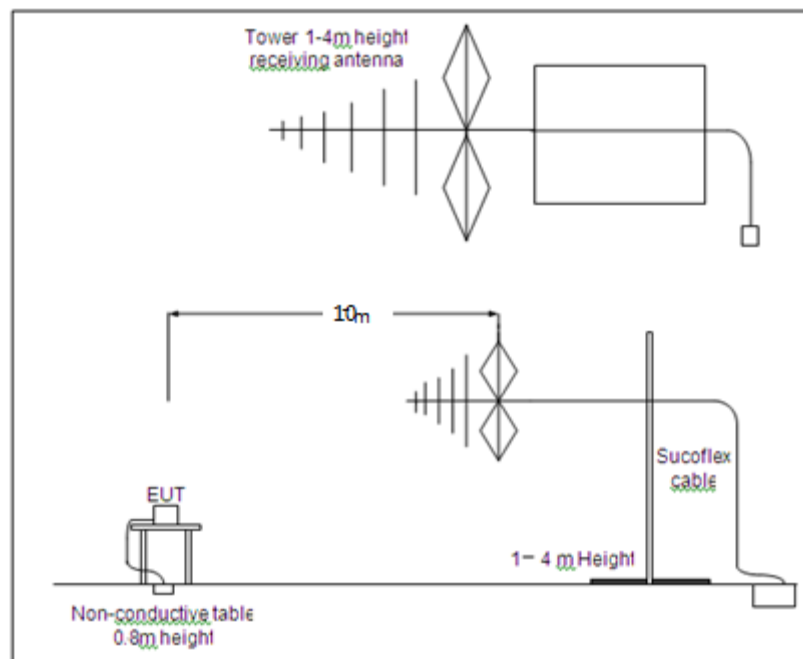 Tower 1-4m height
receiving antenna
10m
Sucoflex
cable
EUT
1- 4 m Height
Non-conductive table
0.8m height